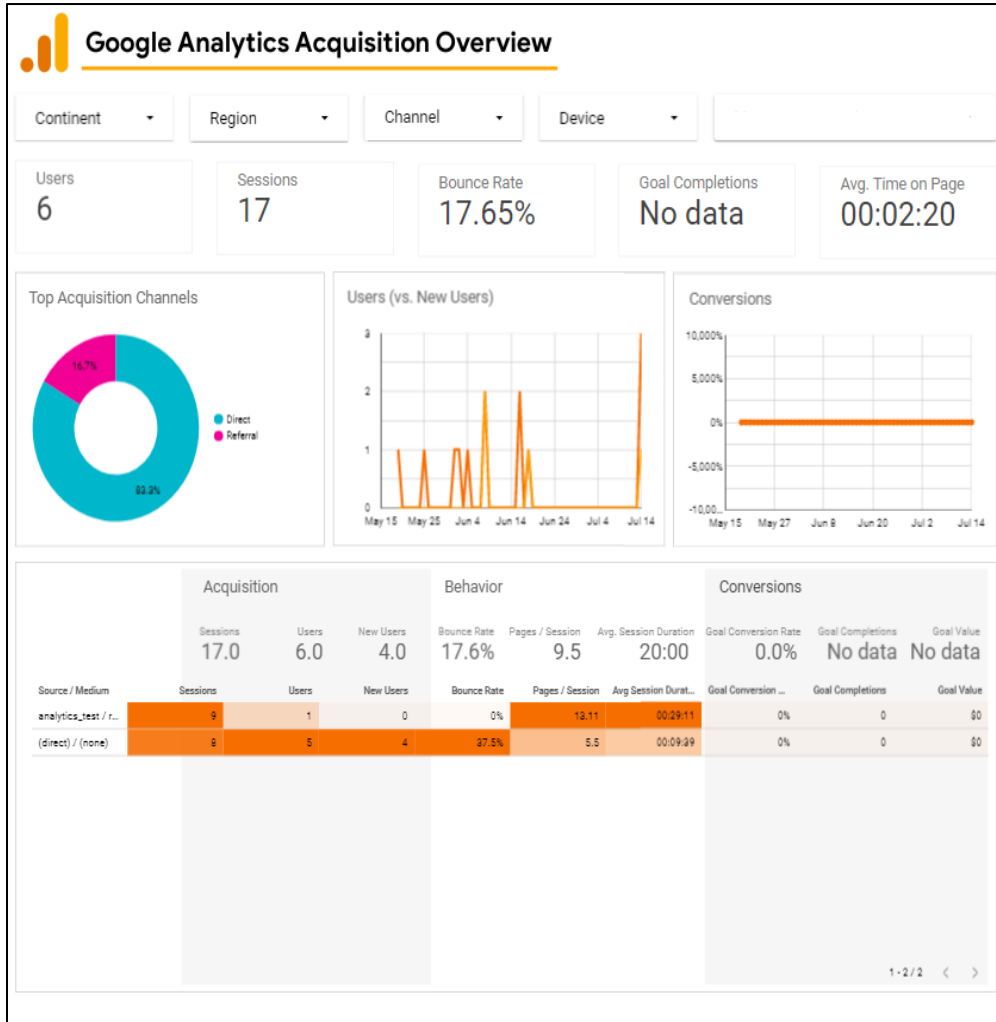 Google Analytics Acquisition Overview
Continent Region Channel Device
Users Sessions Bounce Rate Goal Completions Avg. Time on Page
6 17 17.65% No data 00:02:20
Top Acquisition Channels
16.7%
83.3%
Direct
Referral
Users (vs. New Users)
3
2
1
0
May 15 May 25 Jun 4 Jun 14 Jun 24 Jul 4 Jul 14
Conversions
10,000%
5,000%
0%
-5,000%
-10,00...
May 15 May 27 Jun 8 Jun 20 Jul 2 Jul 14
Acquisition Behavior Conversions
Sessions Users New Users Bounce Rate Pages / Session Avg. Session Duration Goal Conversion Rate Goal Completions Goal Value
17.0 6.0 4.0 17.6% 9.5 20:00 0.0% No data No data
Source / Medium Sessions Users New Users Bounce Rate Pages / Session Avg Session Durat... Goal Conversion ... Goal Completions Goal Value
analytics_test / r... 9 1 0 0% 13.11 00:29:11 0% 0 $0
(direct) / (none) 8 5 4 37.5% 5.5 00:09:39 0% 0 $0
1 - 2 / 2